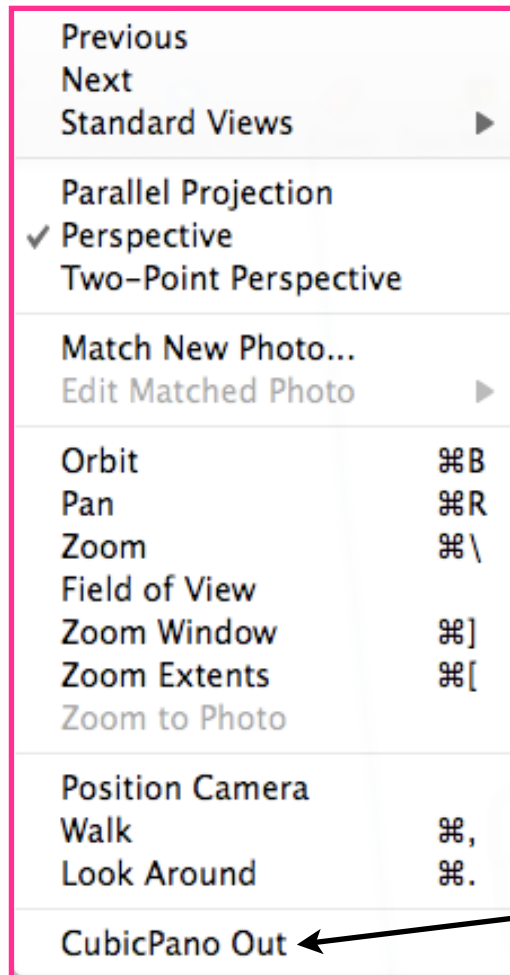 Previous
Next
Standard Views ▶
Parallel Projection
✓ Perspective
Two-Point Perspective
Match New Photo...
Edit Matched Photo ▶
Orbit ⌘B
Pan ⌘R
Zoom ⌘\
Field of View
Zoom Window ⌘]
Zoom Extents ⌘[
Zoom to Photo
Position Camera
Walk ⌘,
Look Around ⌘.
CubicPano Out